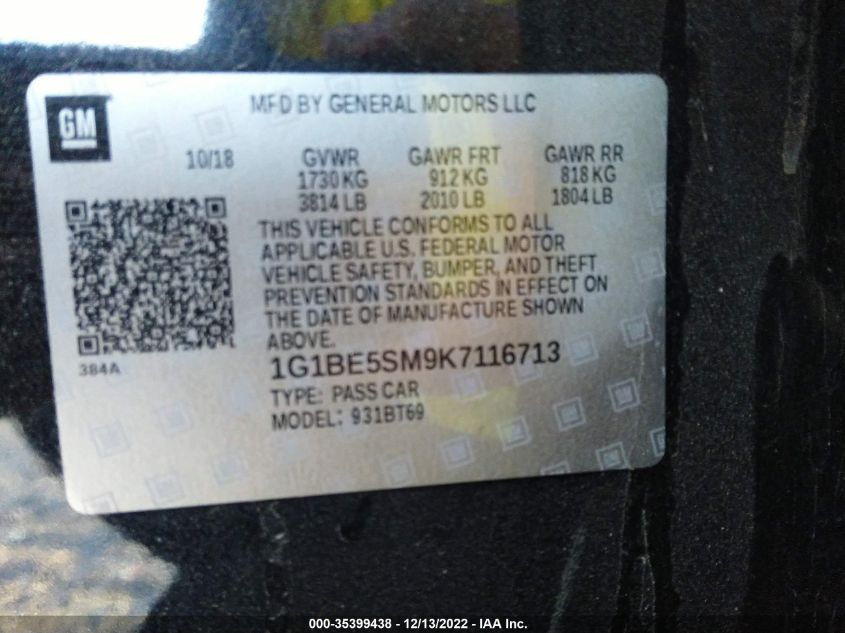 MFD BY GENERAL MOTORS LLC
GM
10/18 GVWR GAWR FRT GAWR RR
1730 KG 912 KG 818 KG
3814 LB 2010 LB 1804 LB
THIS VEHICLE CONFORMS TO ALL
APPLICABLE U.S. FEDERAL MOTOR
VEHICLE SAFETY, BUMPER, AND THEFT
PREVENTION STANDARDS IN EFFECT ON
THE DATE OF MANUFACTURE SHOWN
ABOVE.
384A
1G1BE5SM9K7116713
TYPE: PASS CAR
MODEL: 931BT69
000-35399438 - 12/13/2022 - IAA Inc.